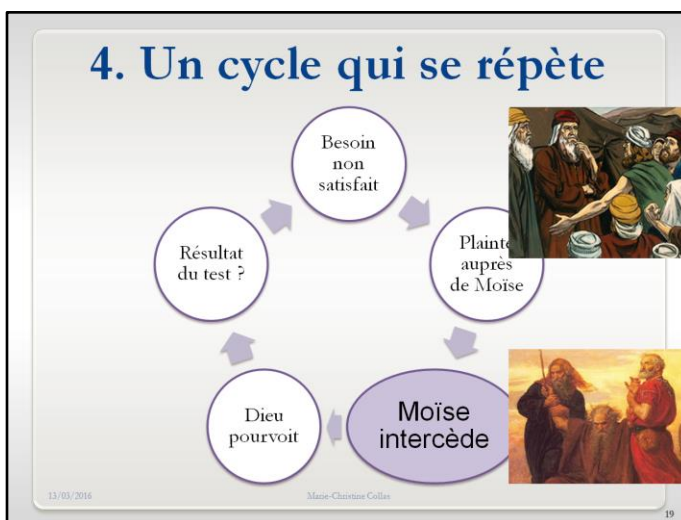 4. Un cycle qui se répète
Besoin
non
satisfait
Plainte
auprès
de Moïse
Moïse
intercède
Dieu
pourvoit
Résultat
du test ?
13/03/2016
Marie-Christine Collas
19